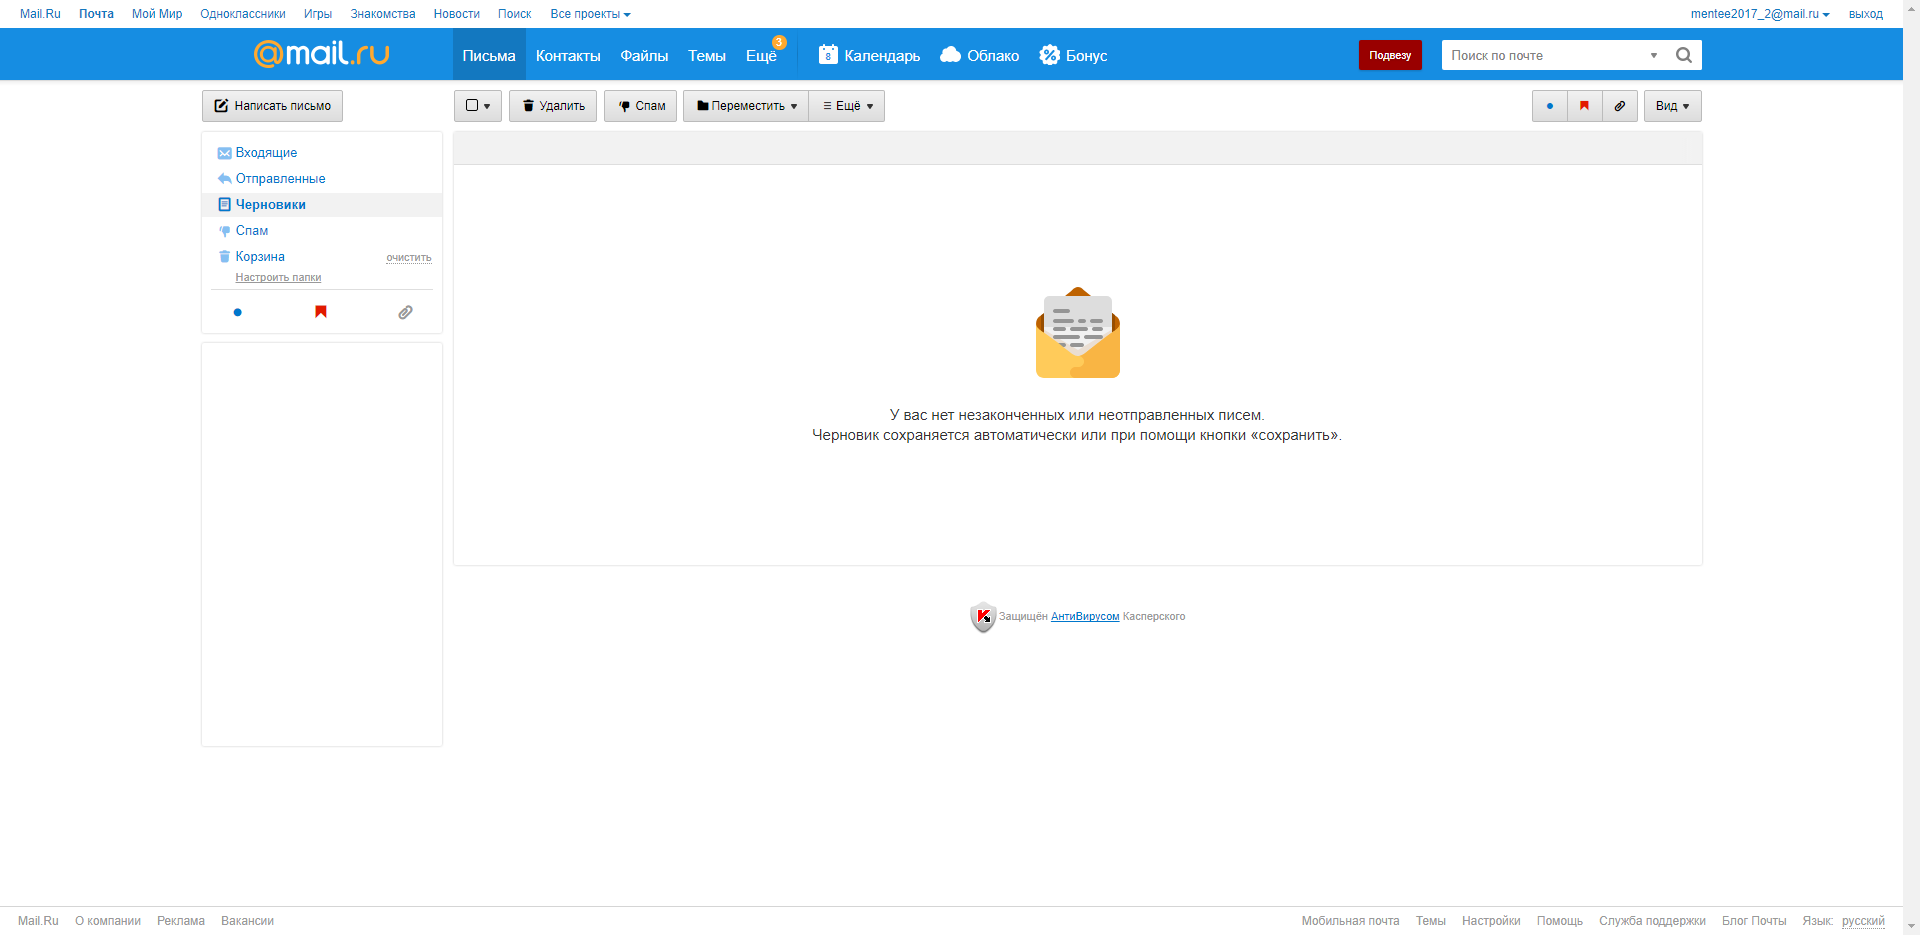 Mail.Ru Почта Мой Мир Одноклассники Игры Знакомства Новости Поиск Все проекты mentee2017_2@mail.ru выход
@mail.ru Письма Контакты Файлы Темы Ещё 3 8 Календарь Облако Бонус Подвезу Поиск по почте
Написать письмо Удалить Спам Переместить Ещё Вид
Входящие
Отправленные
Черновики
Спам
Корзина очистить
Настроить папки
У вас нет незаконченных или неотправленных писем.
Черновик сохраняется автоматически или при помощи кнопки «сохранить».
Защищён АнтиВирусом Касперского
Mail.Ru О компании Реклама Вакансии Мобильная почта Темы Настройки Помощь Служба поддержки Блог Почты Язык: русский